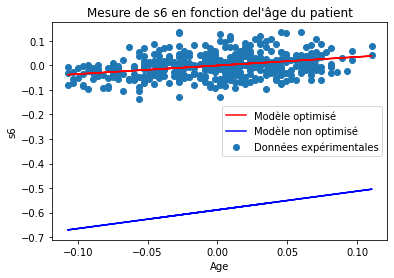 Mesure de s6 en fonction del'âge du patient
s6
0.1
0.0
−0.1
−0.2
−0.3
−0.4
−0.5
−0.6
−0.7
Modèle optimisé
Modèle non optimisé
Données expérimentales
−0.10
−0.05
0.00
0.05
0.10
Age